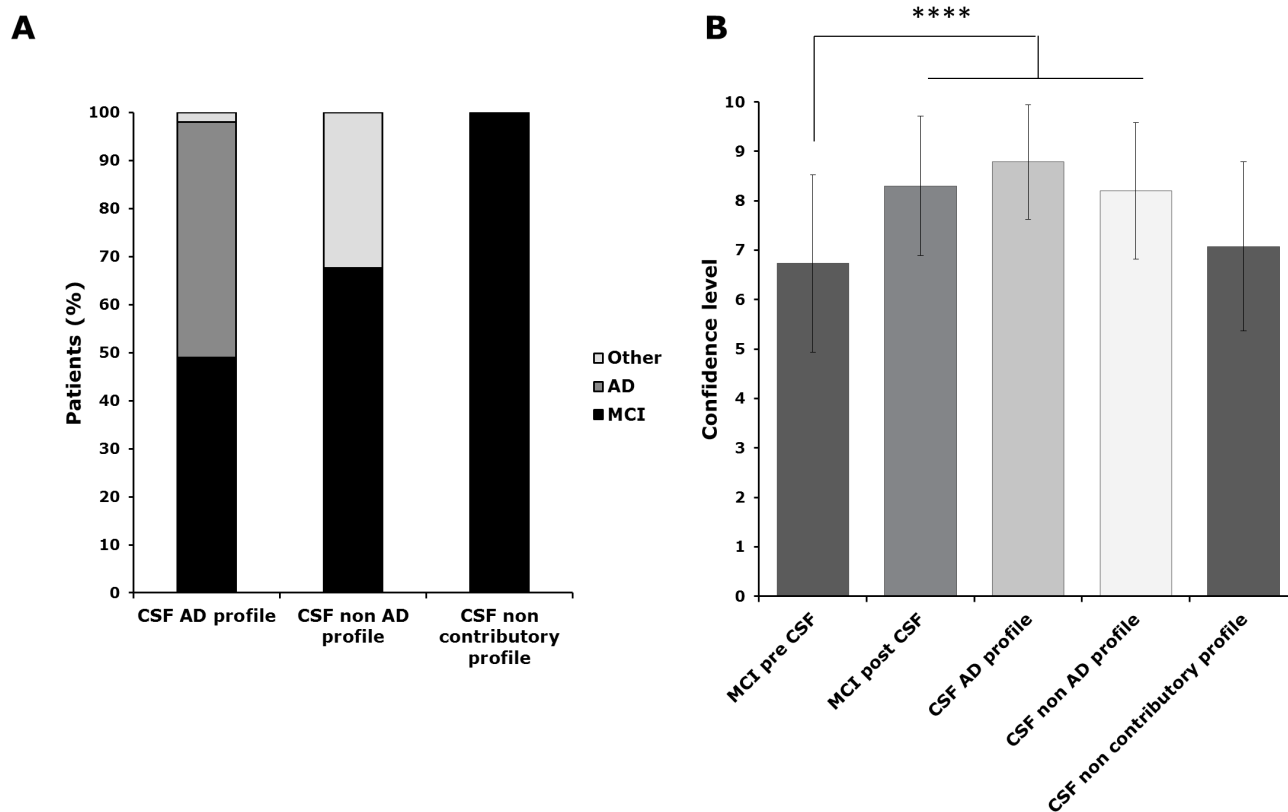 A
100
90
80
70
60
50
40
30
20
10
0
Patients (%)
CSF AD profile
CSF non AD
profile
CSF non
contributory
profile
Other
AD
MCI
B
****
10
9
8
7
6
5
4
3
2
1
0
Confidence level
MCI pre CSF
MCI post CSF
CSF AD profile
CSF non AD profile
CSF non contributory profile